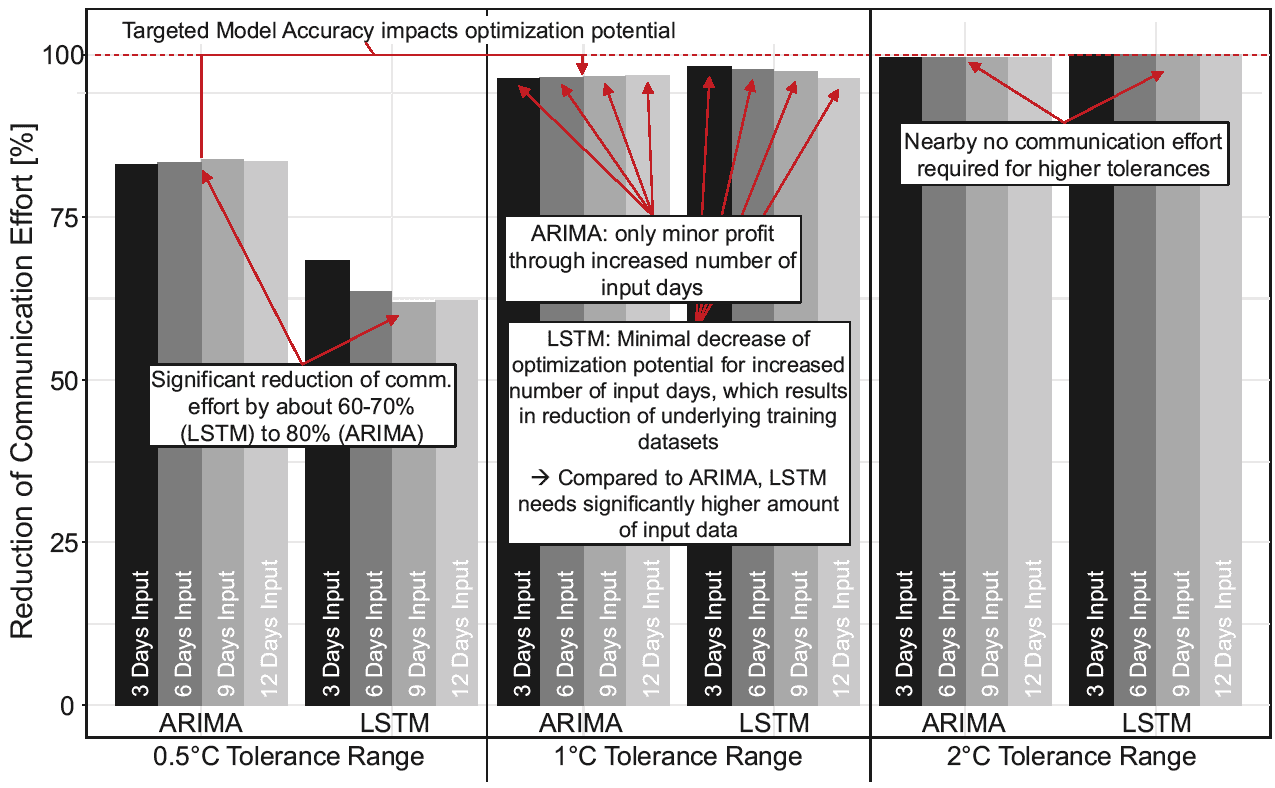 Targeted Model Accuracy impacts optimization potential
Reduction of Communication Effort [%]
100
75
50
25
0
Significant reduction of comm.
effort by about 60-70%
(LSTM) to 80% (ARIMA)
ARIMA: only minor profit
through increased number of
input days
LSTM: Minimal decrease of
optimization potential for increased
number of input days, which results
in reduction of underlying training
datasets
→ Compared to ARIMA, LSTM
needs significantly higher amount
of input data
Nearby no communication effort
required for higher tolerances
3 Days Input
6 Days Input
9 Days Input
12 Days Input
3 Days Input
6 Days Input
9 Days Input
12 Days Input
3 Days Input
6 Days Input
9 Days Input
12 Days Input
3 Days Input
6 Days Input
9 Days Input
12 Days Input
3 Days Input
6 Days Input
9 Days Input
12 Days Input
3 Days Input
6 Days Input
9 Days Input
12 Days Input
ARIMA
LSTM
ARIMA
LSTM
ARIMA
LSTM
0.5°C Tolerance Range
1°C Tolerance Range
2°C Tolerance Range